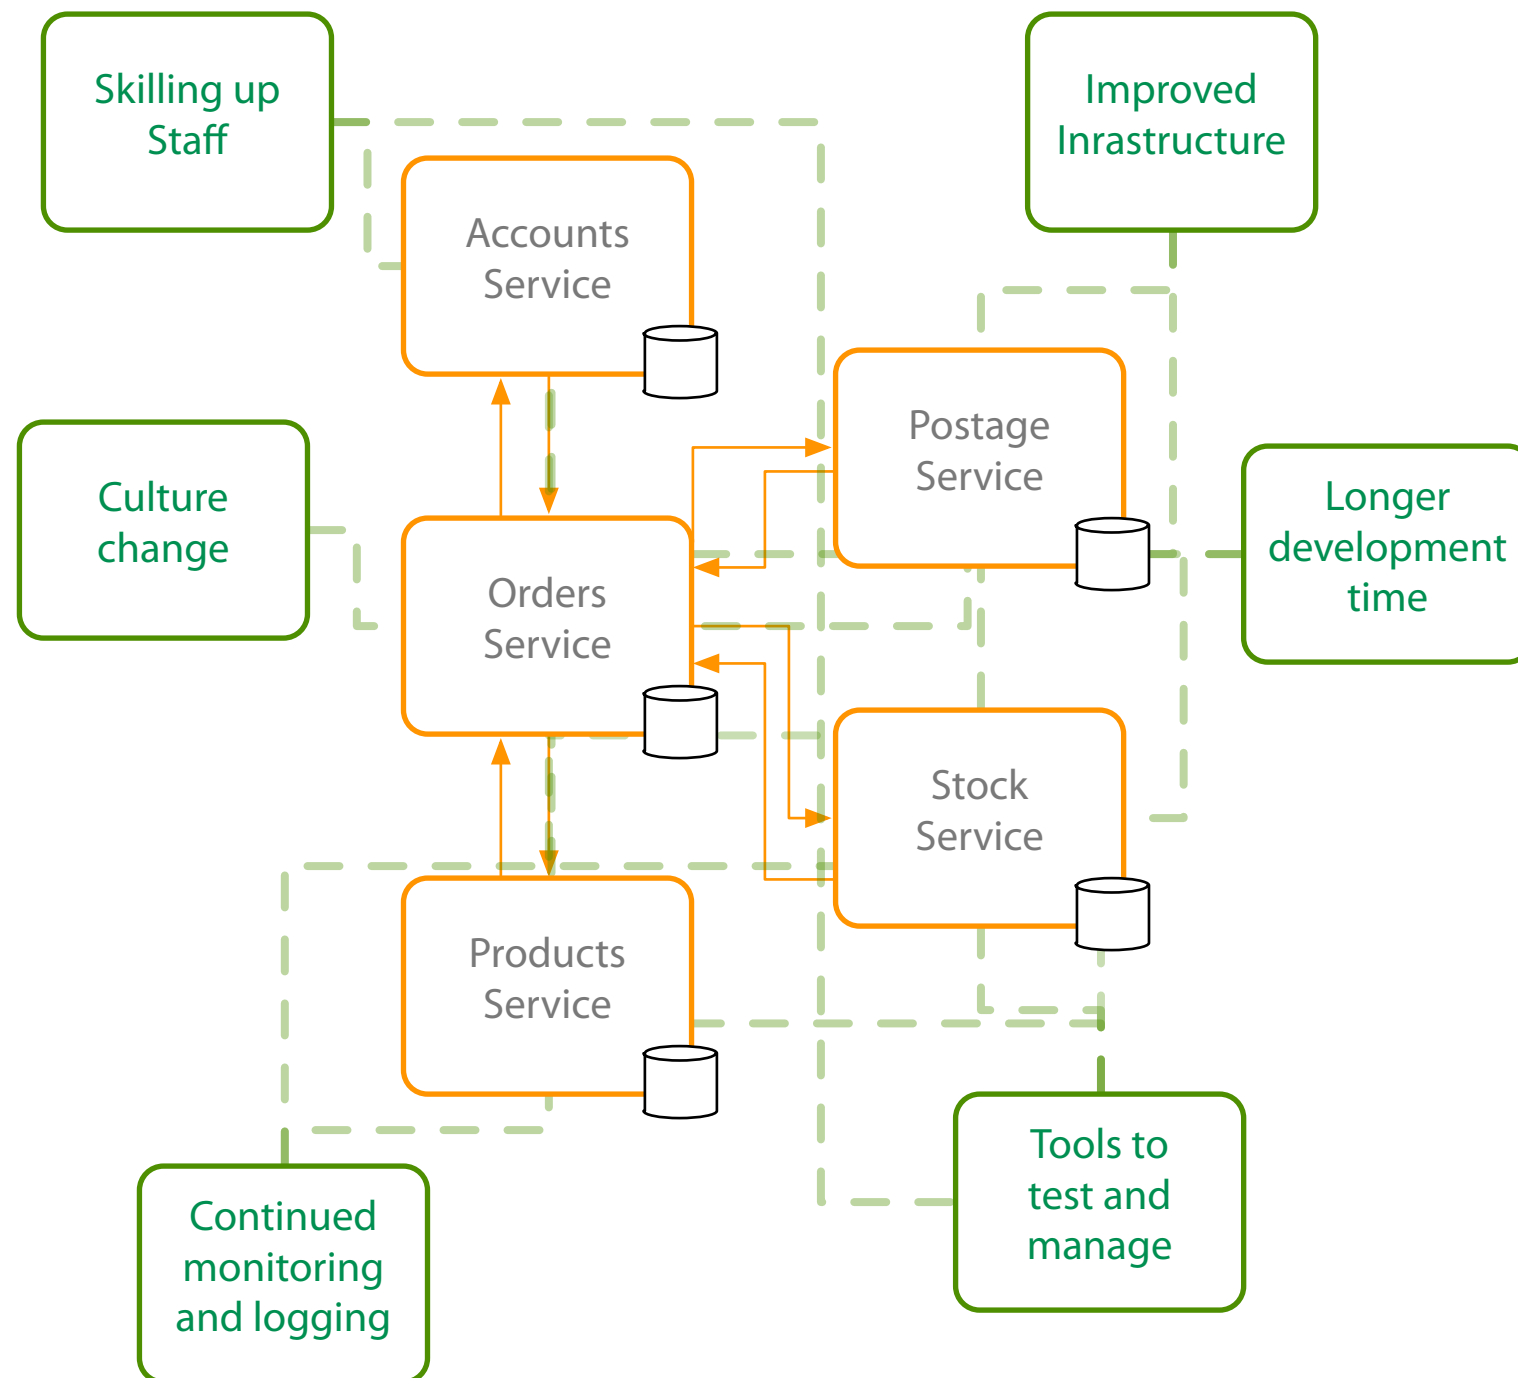 Skilling up
Staff
Improved
Inrastructure
Accounts
Service
Postage
Service
Culture
change
Longer
development
time
Orders
Service
Stock
Service
Products
Service
Tools to
test and
manage
Continued
monitoring
and logging